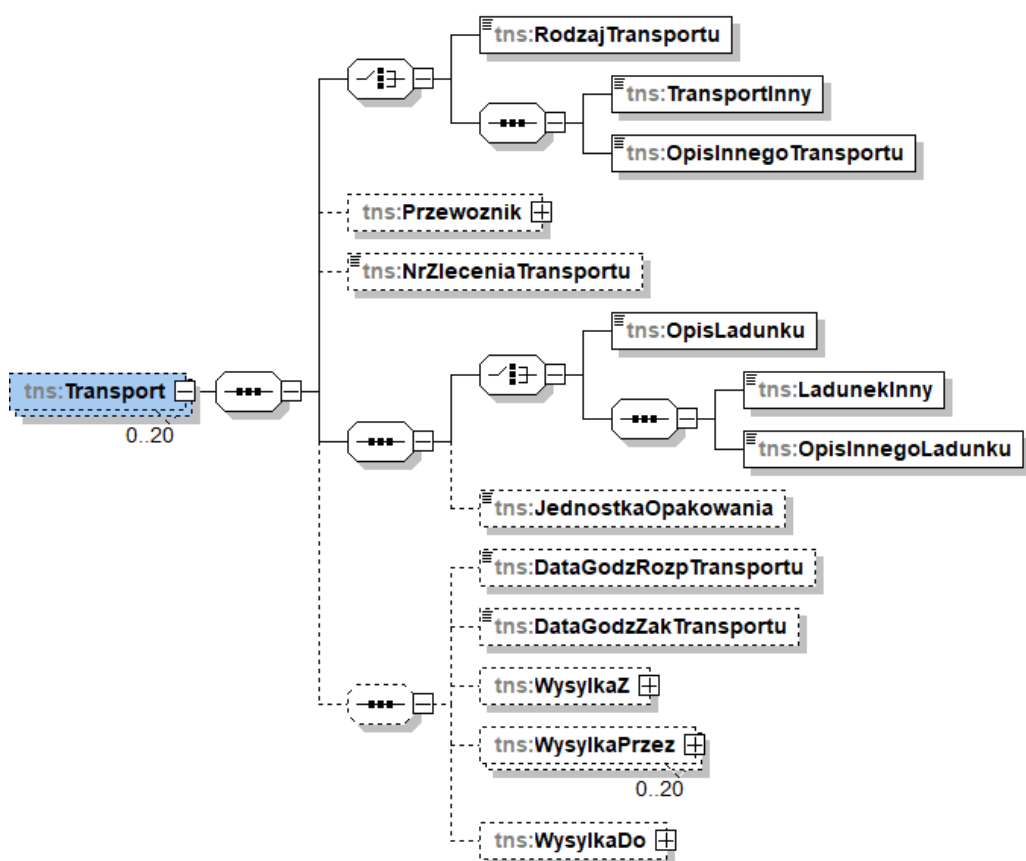 tns:RodzajTransportu
tns:TransportInny
tns:OpisInnegoTransportu
tns:Przewoznik
tns:NrZleceniaTransportu
tns:OpisLadunku
tns:Transport
0..20
tns:LadunekInny
tns:OpisInnegoLadunku
tns:JednostkaOpakowania
tns:DataGodzRozpTransportu
tns:DataGodzZakTransportu
tns:WysylkaZ
tns:WysylkaPrzez
0..20
tns:WysylkaDo